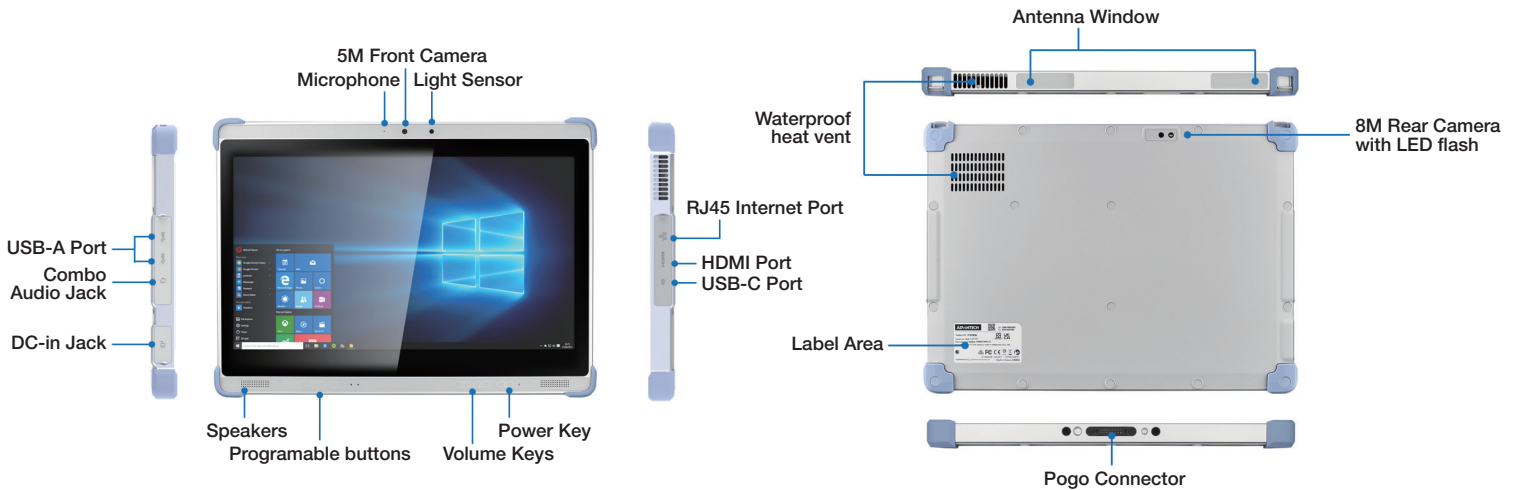 5M Front Camera
Microphone
Light Sensor
USB-A Port
Combo
Audio Jack
DC-in Jack
RJ45 Internet Port
HDMI Port
USB-C Port
Speakers
Programable buttons
Volume Keys
Power Key
Antenna Window
Waterproof
heat vent
8M Rear Camera
with LED flash
Label Area
ADVANTECH
Pogo Connector